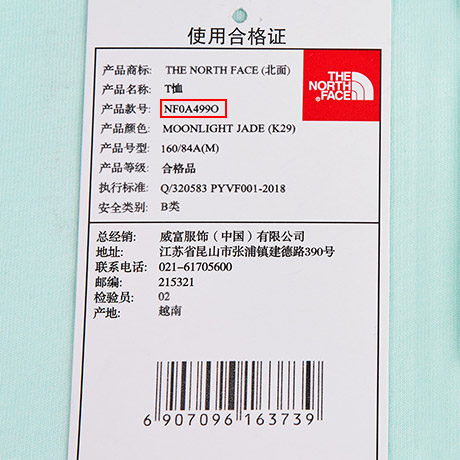 使用合格证
产品商标: THE NORTH FACE (北面)
产品名称: T恤
产品款号: NF0A499O
产品颜色: MOONLIGHT JADE (K29)
产品号型: 160/84A(M)
产品等级: 合格品
执行标准: Q/320583 PYVF001-2018
安全类别: B类
THE
NORTH
FACE
总经销: 威富服饰（中国）有限公司
地址: 江苏省昆山市张浦镇建德路390号
联系电话: 021-61705600
邮编: 215321
检验员: 02
产地: 越南
6 907096 163739